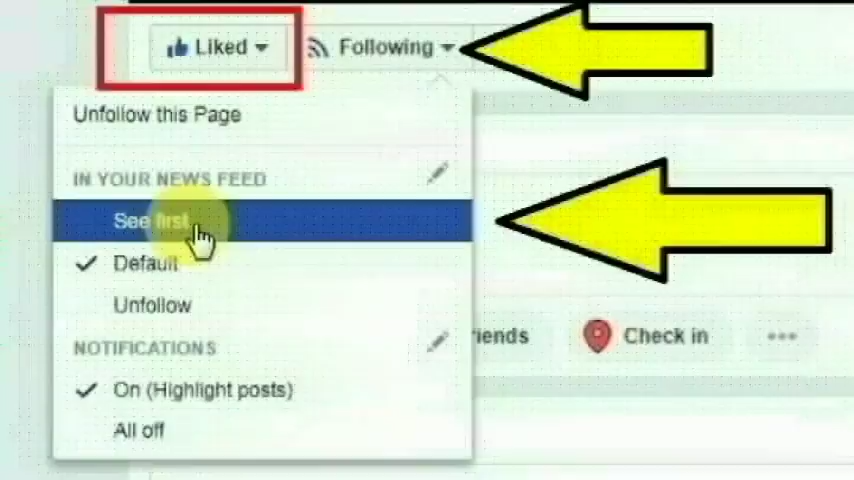 Liked Following
Unfollow this Page
IN YOUR NEWS FEED
See first
Default
Unfollow
NOTIFICATIONS
riends Check in
On (Highlight posts)
All off